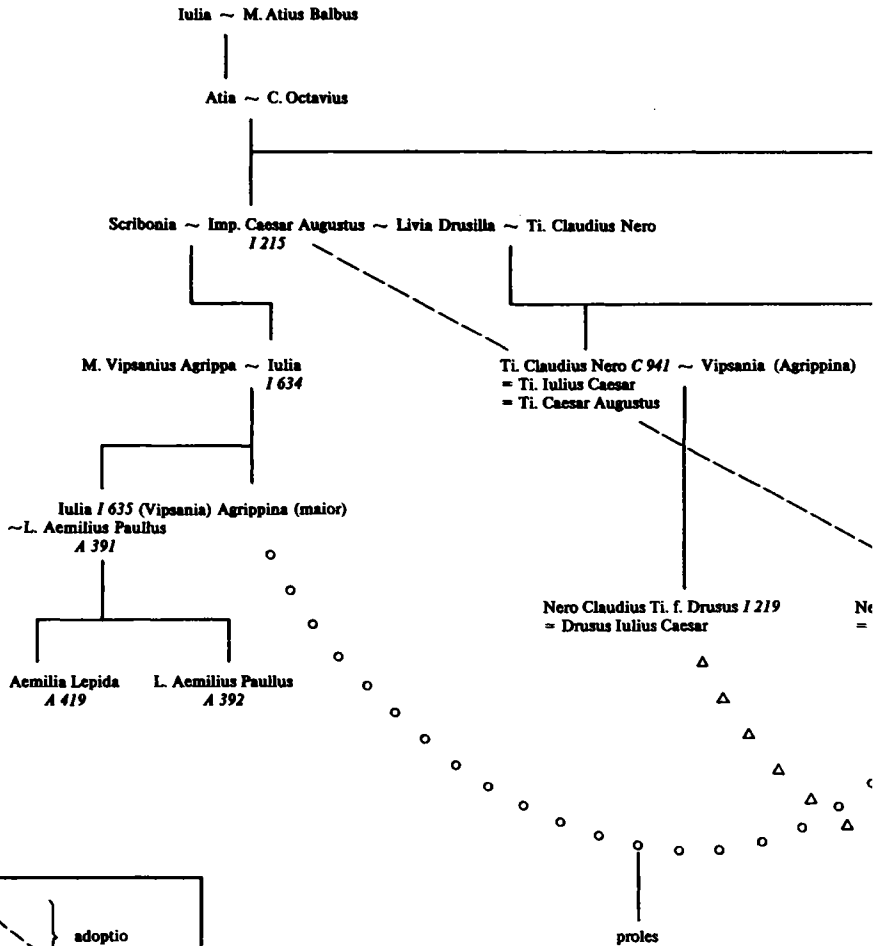 Iulia ~ M. Atius Balbus
Atia ~ C. Octavius
Scribonia ~ Imp. Caesar Augustus ~ Livia Drusilla ~ Ti. Claudius Nero
I 215
M. Vipsanius Agrippa ~ Iulia
I 634
Ti. Claudius Nero C 941 ~ Vipsania (Agrippina)
= Ti. Iulius Caesar
= Ti. Caesar Augustus
Iulia I 635 (Vipsania) Agrippina (maior)
~L. Aemilius Paullus
A 391
Nero Claudius Ti. f. Drusus I 219
= Drusus Iulius Caesar
=
Aemilia Lepida
A 419
L. Aemilius Paullus
A 392
adoptio
proles